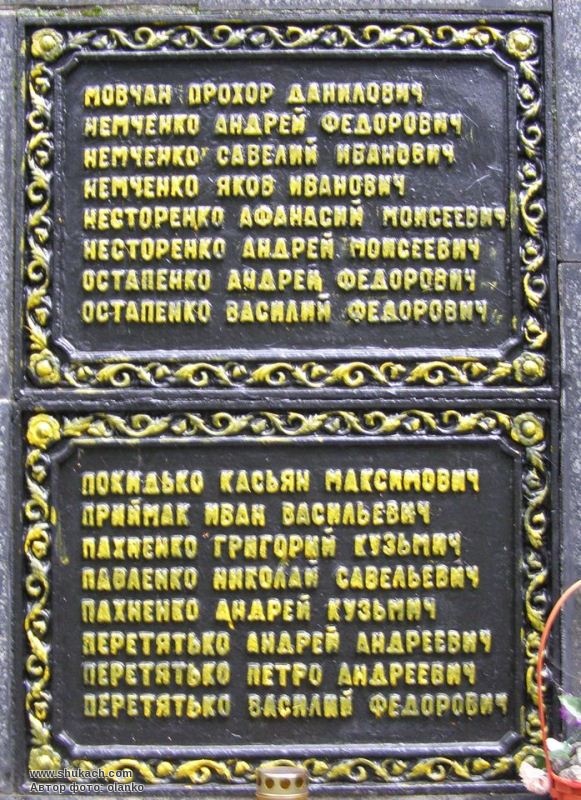 МОВЧАН ПРОХОР ДАНИЛОВИЧ
НЕМЧЕНКО АНДРЕЙ ФЕДОРОВИЧ
НЕМЧЕНКО САВЕЛИЙ ИВАНОВИЧ
НЕМЧЕНКО ЯКОВ ИВАНОВИЧ
НЕСТОРЕНКО АФАНАСИЙ МОИСЕЕВИЧ
НЕСТОРЕНКО АНДРЕЙ МОИСЕЕВИЧ
ОСТАПЕНКО АНДРЕЙ ФЕДОРОВИЧ
ОСТАПЕНКО ВАСИЛИЙ ФЕДОРОВИЧ
ПОКИДЬКО КАСЬЯН МАКСИМОВИЧ
ПРИЙМАК ИВАН ВАСИЛЬЕВИЧ
ПАХНЕНКО ГРИГОРИЙ КУЗЬМИЧ
ПАВЛЕНКО НИКОЛАЙ САВЕЛЬЕВИЧ
ПАХНЕНКО АНДРЕЙ КУЗЬМИЧ
ПЕРЕТЯТЬКО АНДРЕЙ АНДРЕЕВИЧ
ПЕРЕТЯТЬКО ПЕТРО АНДРЕЕВИЧ
ПЕРЕТЯТЬКО ВАСИЛИЙ ФЕДОРОВИЧ
www.shukach.com
Автор фото: olanko